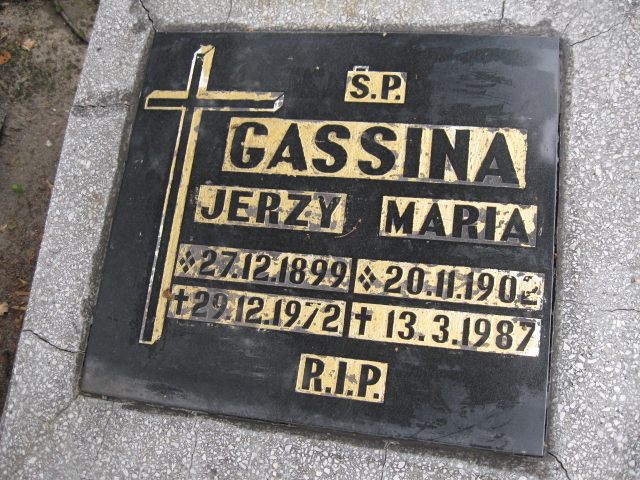 Ś.P.
GASSINA
JERZY MARIA
❖27.12.1899 ❖20.11.1902
✝29.12.1972 ✝13.3.1987
R.I.P.